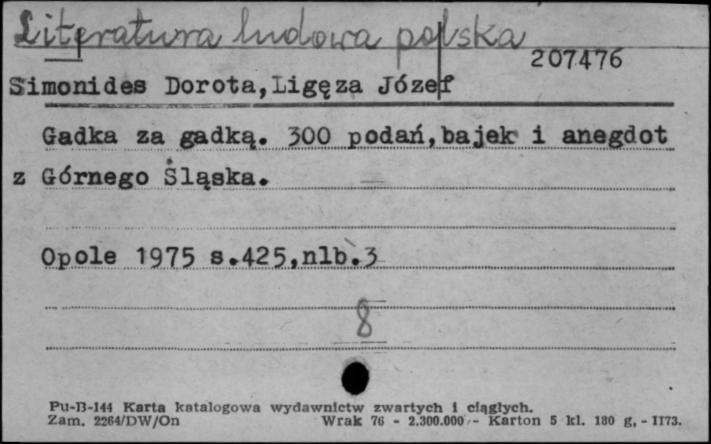 Literatura ludowa polska
207476
Simonides Dorota,Ligęza Józef
Gadka za gadką. 300 podań,bajek i anegdot
z Górnego Śląska.
Opole 1975 s.425,nlb.3
8
Pu-B-144 Karta katalogowa wydawnictw zwartych i ciągłych.
Zam. 2264/DW/On Wrak 76 - 2.300.000 - Karton 5 kl. 180 g, - II73.